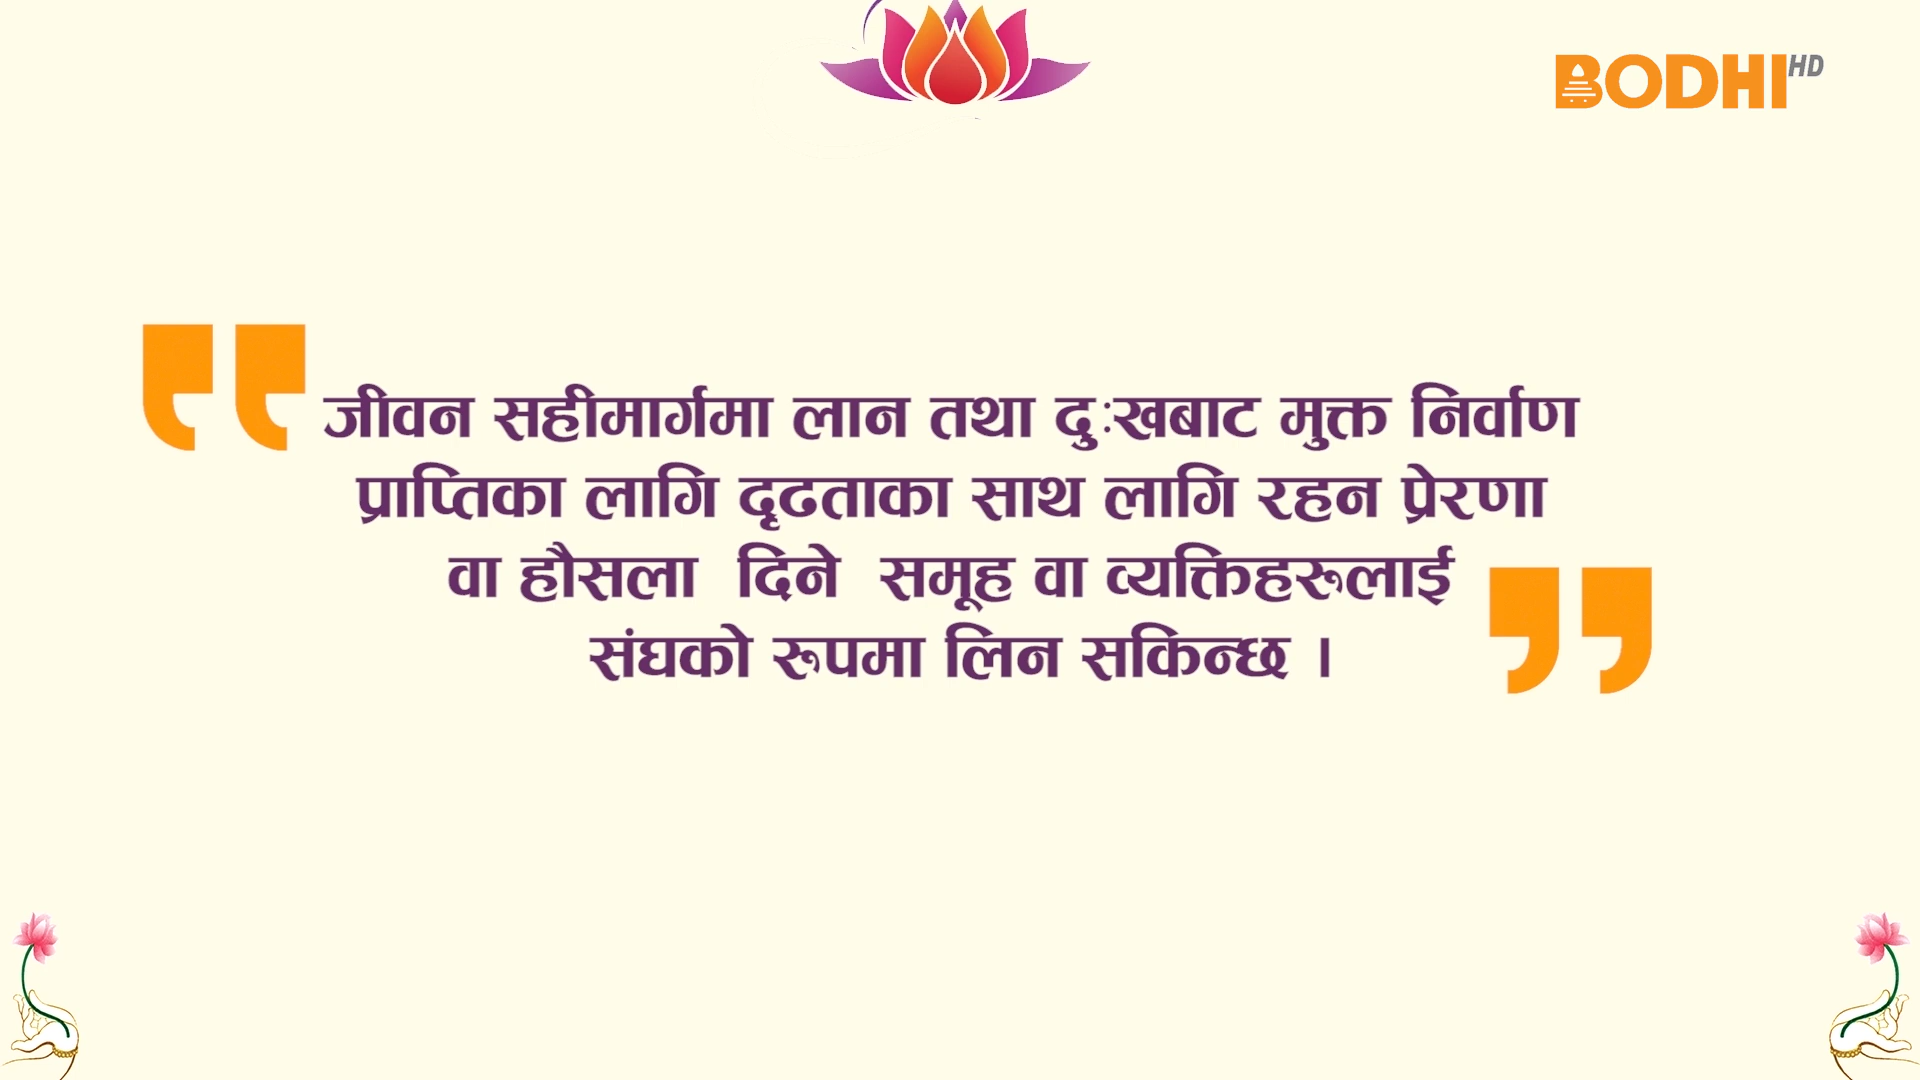 BODHI HD
जीवन सहीमार्गमा लान तथा दुःखबाट मुक्त निर्वाण
प्राप्तिका लागि दृढताका साथ लागि रहन प्रेरणा
वा हौसला दिने समूह वा व्यक्तिहरुलाई
संघको रुपमा लिन सकिन्छ ।